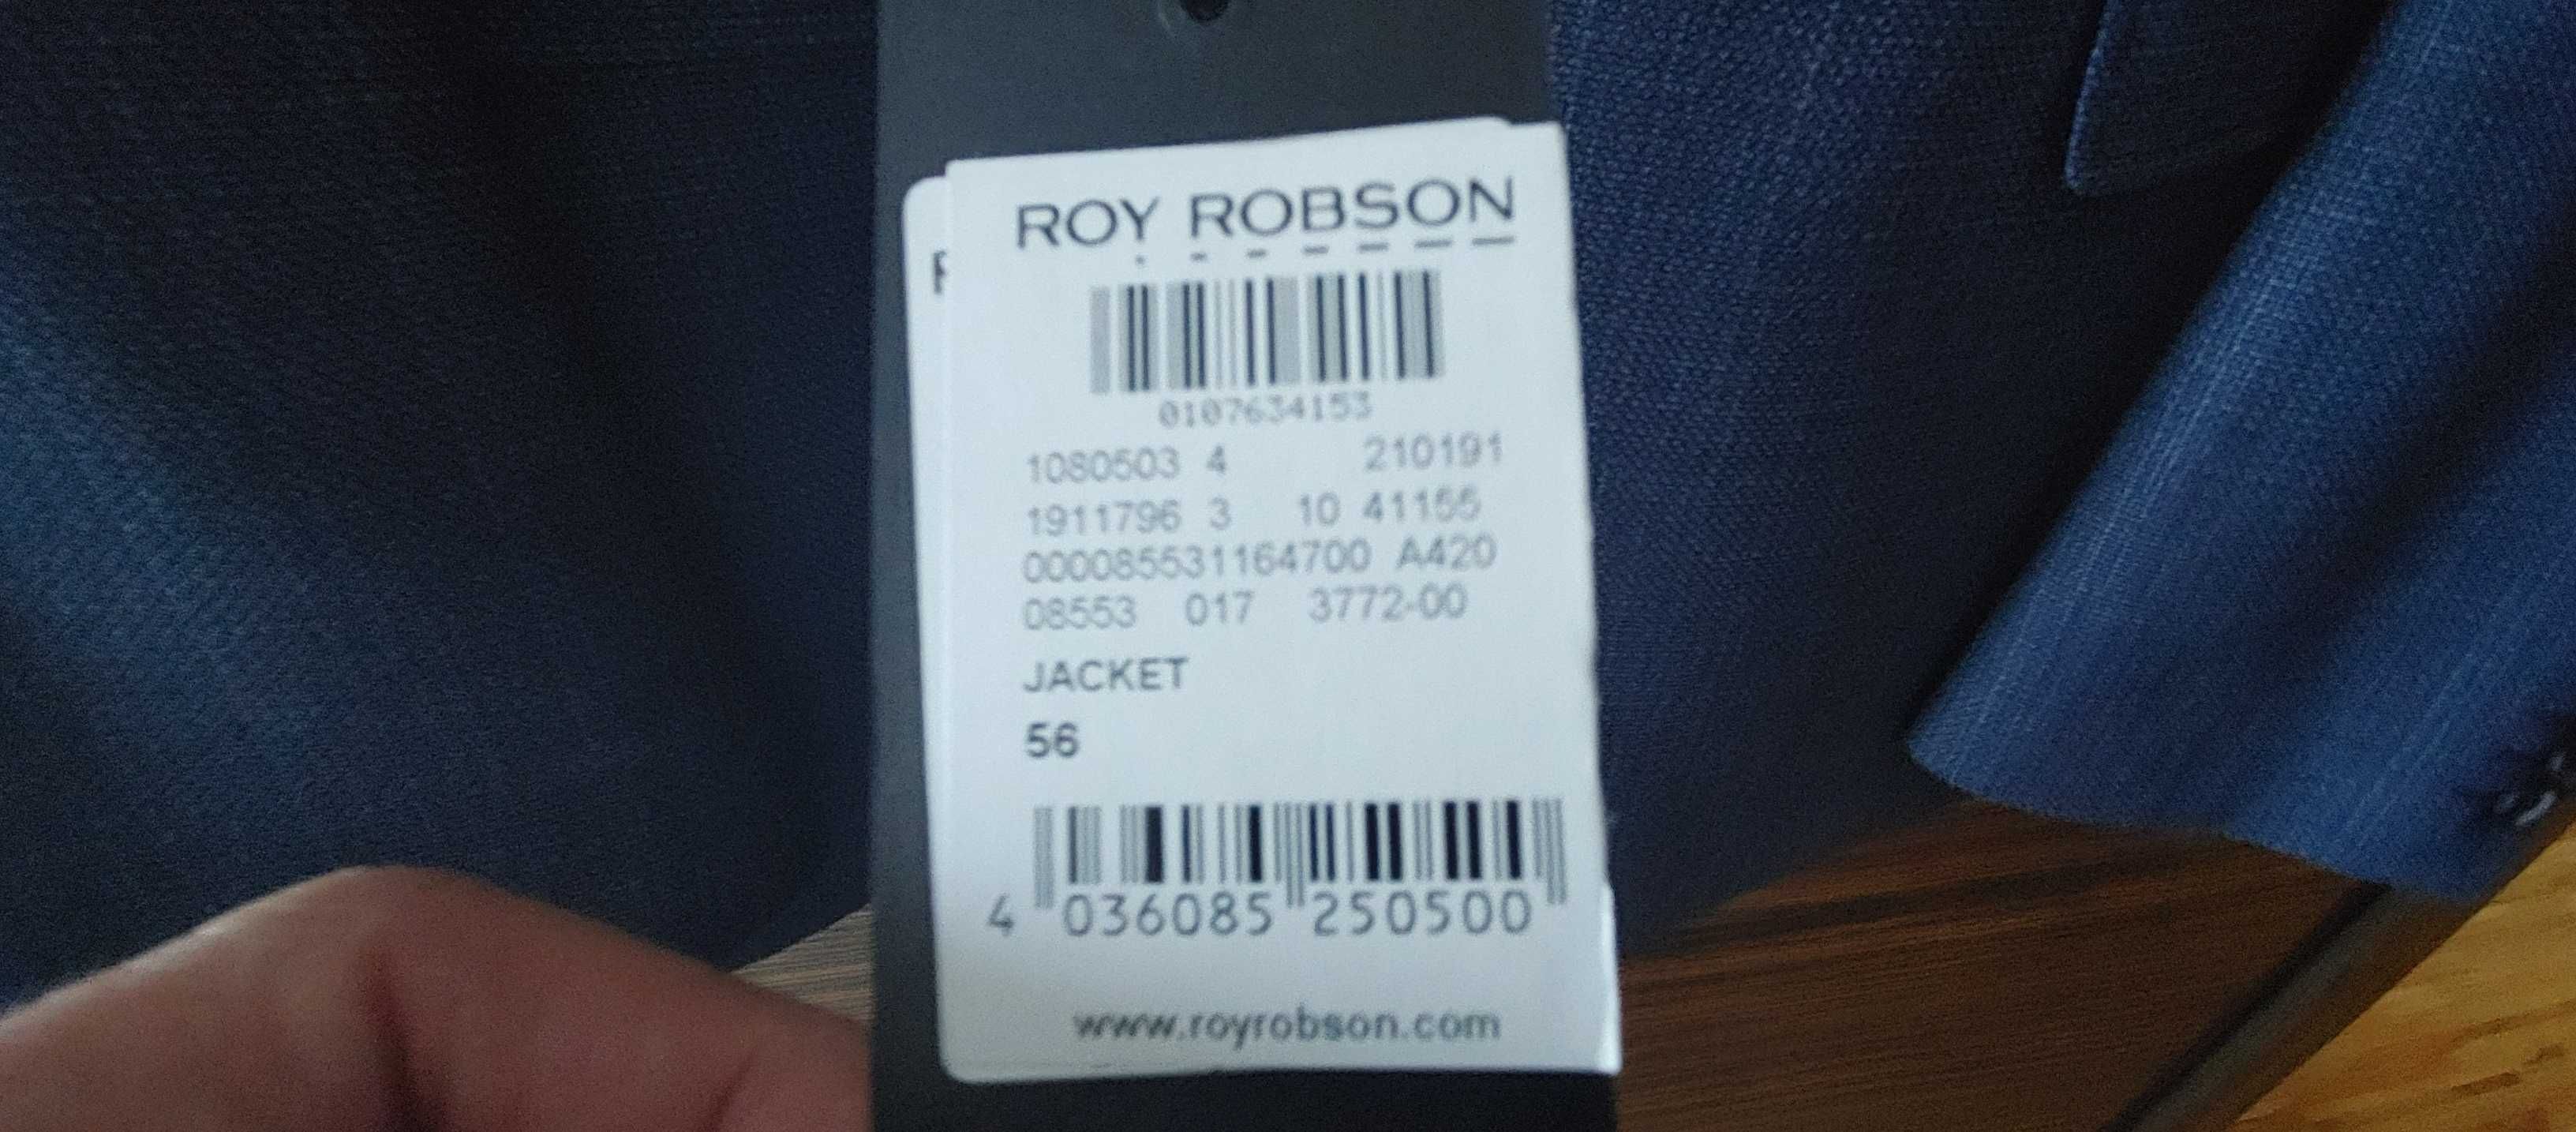 ROY ROBSON
0107634153
1080503 4 210191
1911796 3 10 41155
000085531164700 A420
08553 017 3772-00
JACKET
56
4 036085 250500
www.royrobson.com